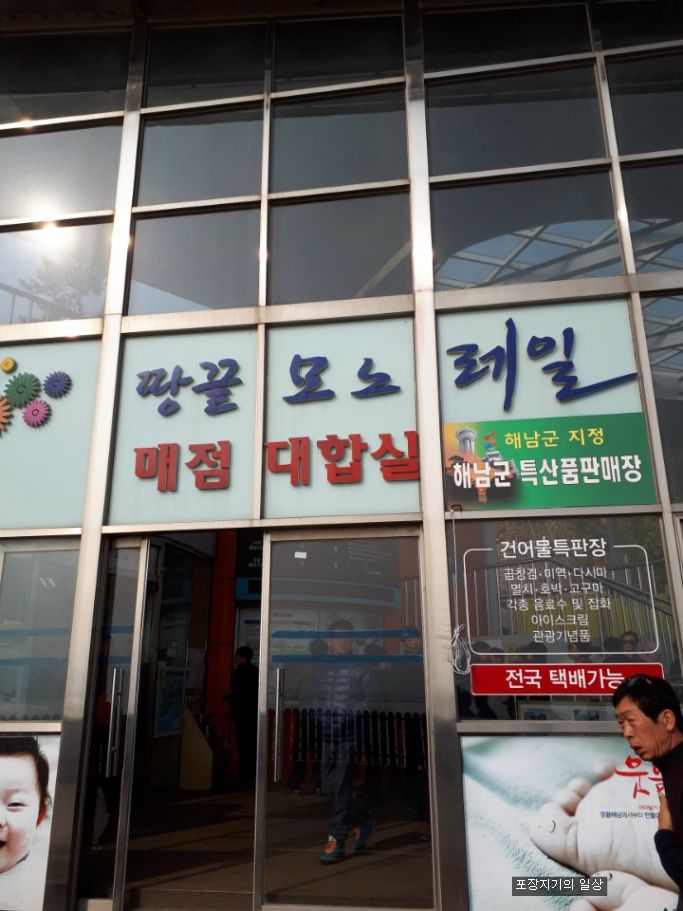 땅끝 모노레일
매점 대합실
해남군 지정
해남군 특산품판매장
건어물특판장
곱창김·미역·다시마
멸치·호박·고구마
각종 음료수 및 잡화
아이스크림
관광기념품
전국 택배가능
포장지기의 일상